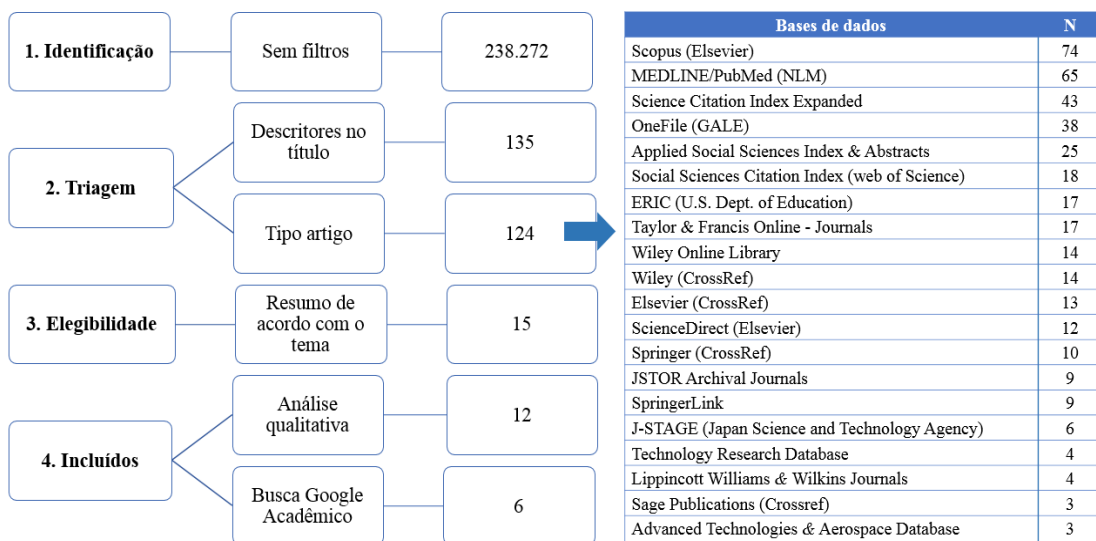 1. Identificação
Sem filtros
238.272
2. Triagem
Descritores no
título
135
Tipo artigo
124
3. Elegibilidade
Resumo de
acordo com o
tema
15
4. Incluídos
Análise
qualitativa
12
Busca Google
Acadêmico
6
Bases de dados N
Scopus (Elsevier) 74
MEDLINE/PubMed (NLM) 65
Science Citation Index Expanded 43
OneFile (GALE) 38
Applied Social Sciences Index & Abstracts 25
Social Sciences Citation Index (web of Science) 18
ERIC (U.S. Dept. of Education) 17
Taylor & Francis Online - Journals 17
Wiley Online Library 14
Wiley (CrossRef) 14
Elsevier (CrossRef) 13
ScienceDirect (Elsevier) 12
Springer (CrossRef) 10
JSTOR Archival Journals 9
SpringerLink 9
J-STAGE (Japan Science and Technology Agency) 6
Technology Research Database 4
Lippincott Williams & Wilkins Journals 4
Sage Publications (Crossref) 3
Advanced Technologies & Aerospace Database 3